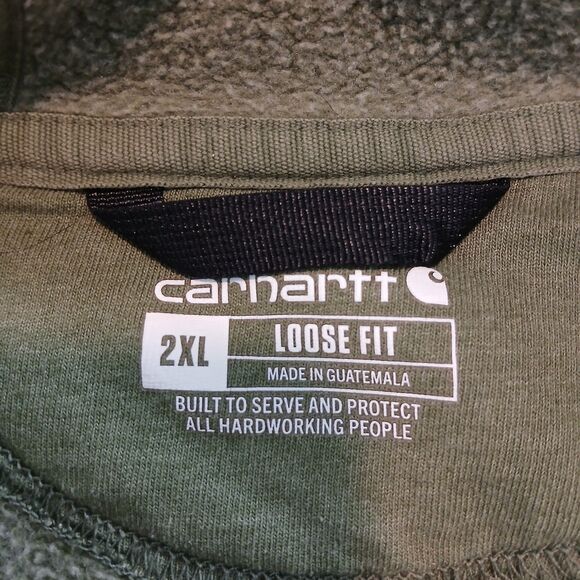 carhartt
2XL
LOOSE FIT
MADE IN GUATEMALA
BUILT TO SERVE AND PROTECT
ALL HARDWORKING PEOPLE